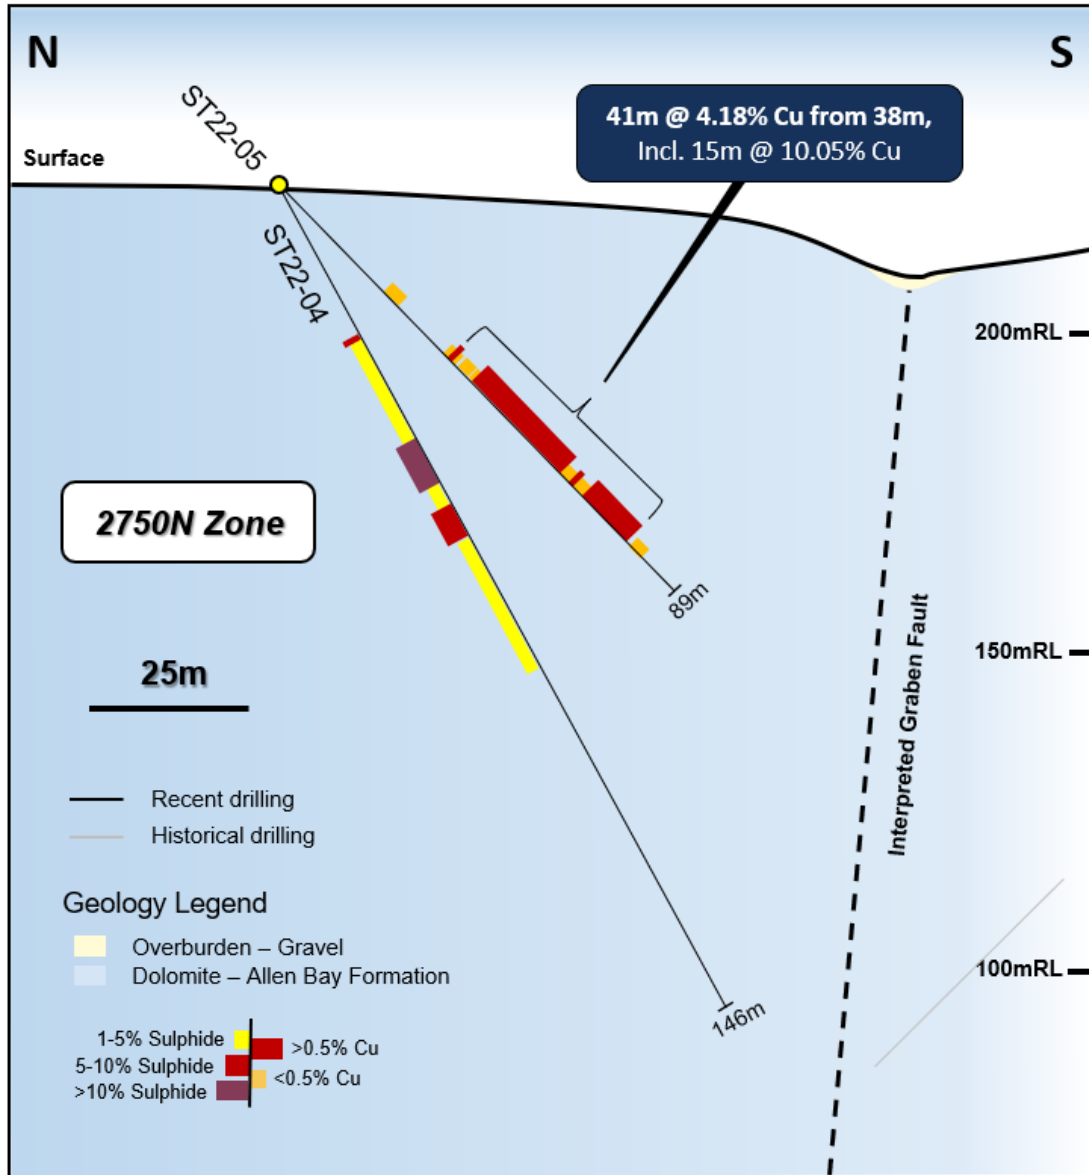 N
S
ST22-05
41m @ 4.18% Cu from 38m,
Incl. 15m @ 10.05% Cu
Surface
ST22-04
200mRL
2750N Zone
89m
150mRL
25m
Interpreted Graben Fault
Recent drilling
Historical drilling
Geology Legend
Overburden – Gravel
Dolomite – Allen Bay Formation
100mRL
146m
1-5% Sulphide
>0.5% Cu
5-10% Sulphide
<0.5% Cu
>10% Sulphide